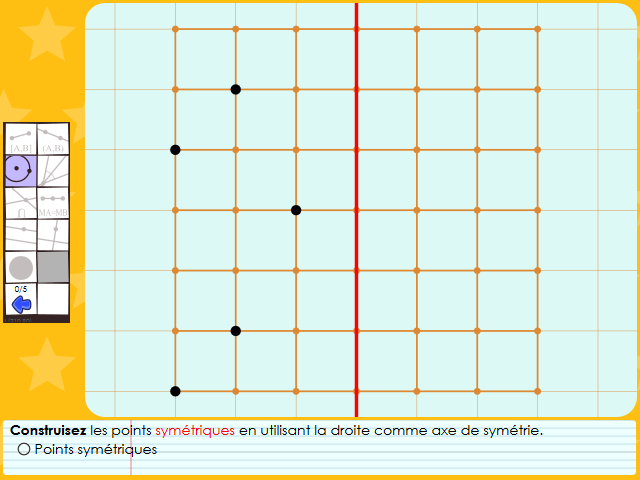 [A,B] (A,B)
∩ MA=MB
0/5
Construisez les points symétriques en utilisant la droite comme axe de symétrie.
Points symétriques